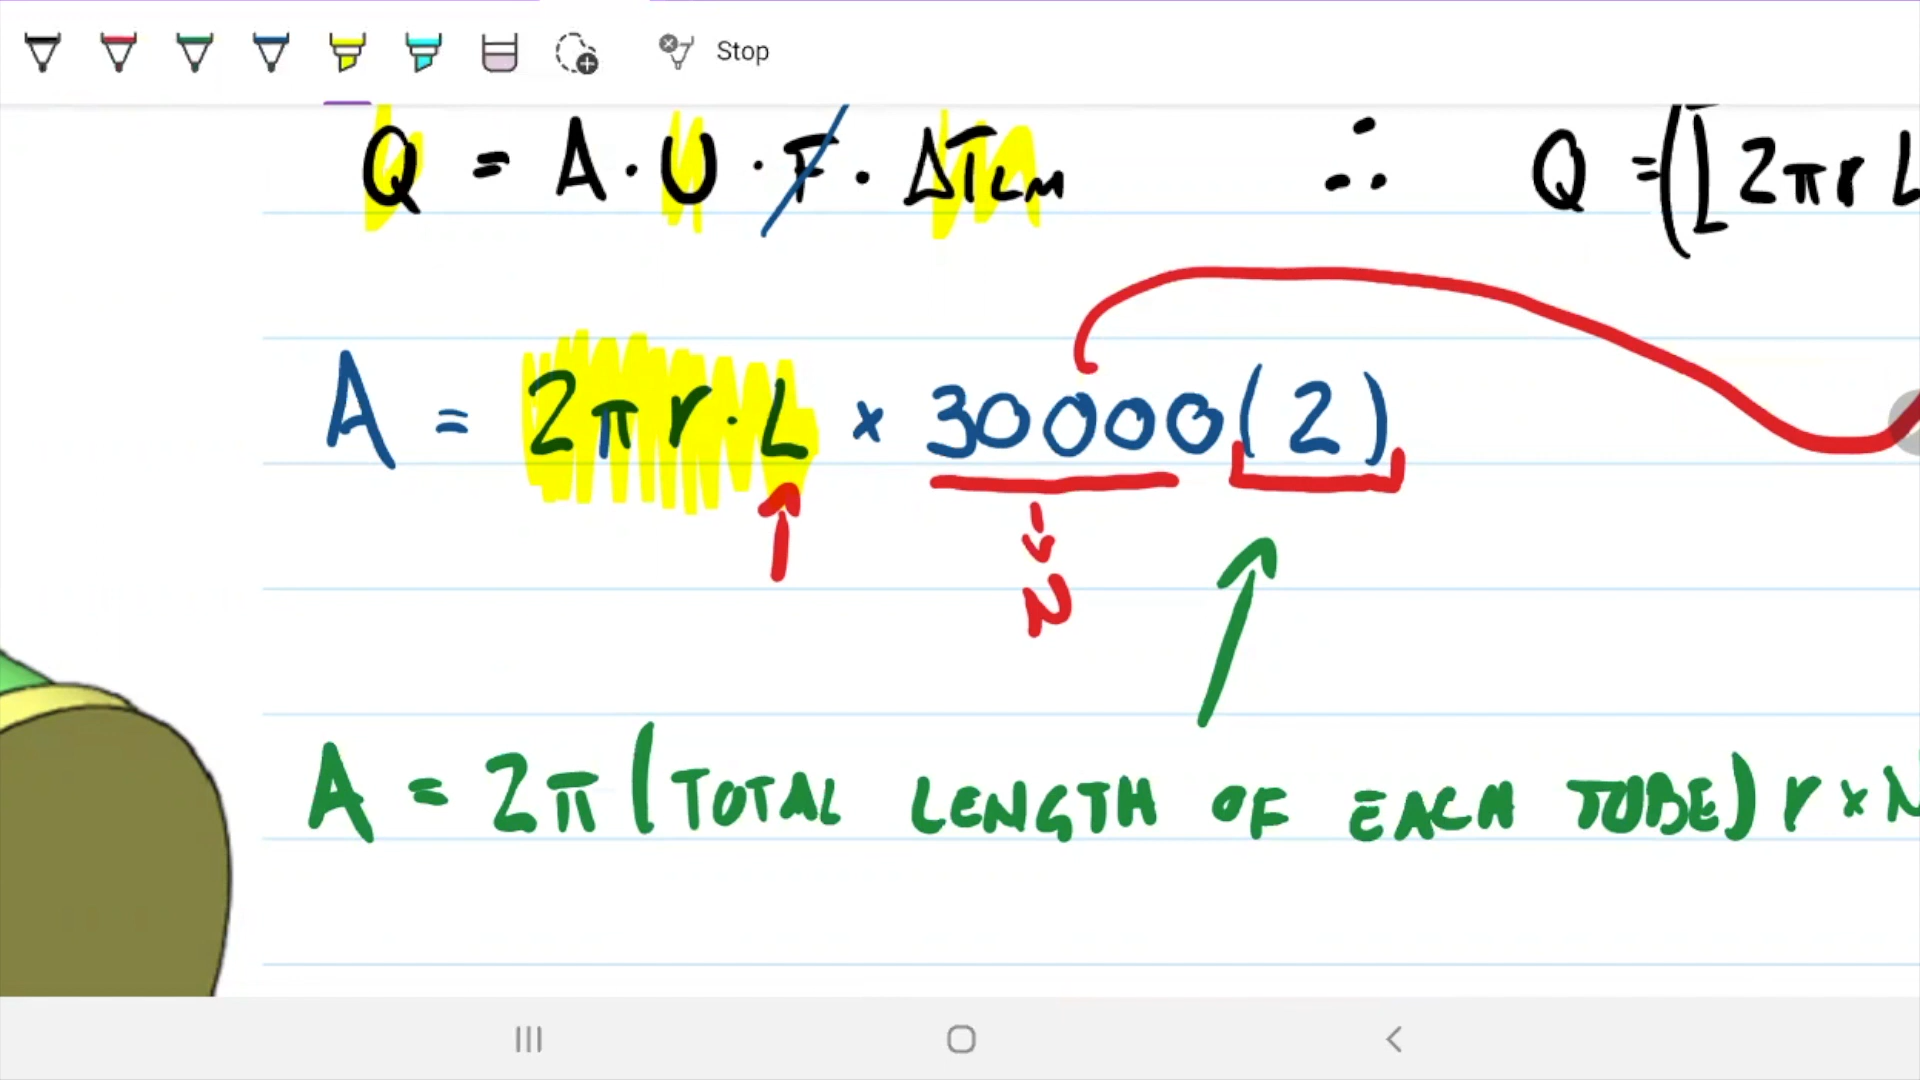 Stop
Q = A · U · F · ΔTLM ∴ Q = ([2πr L
A = 2πr · L × 30000(2)
N
A = 2π(TOTAL LENGTH OF EACH TUBE) r × N